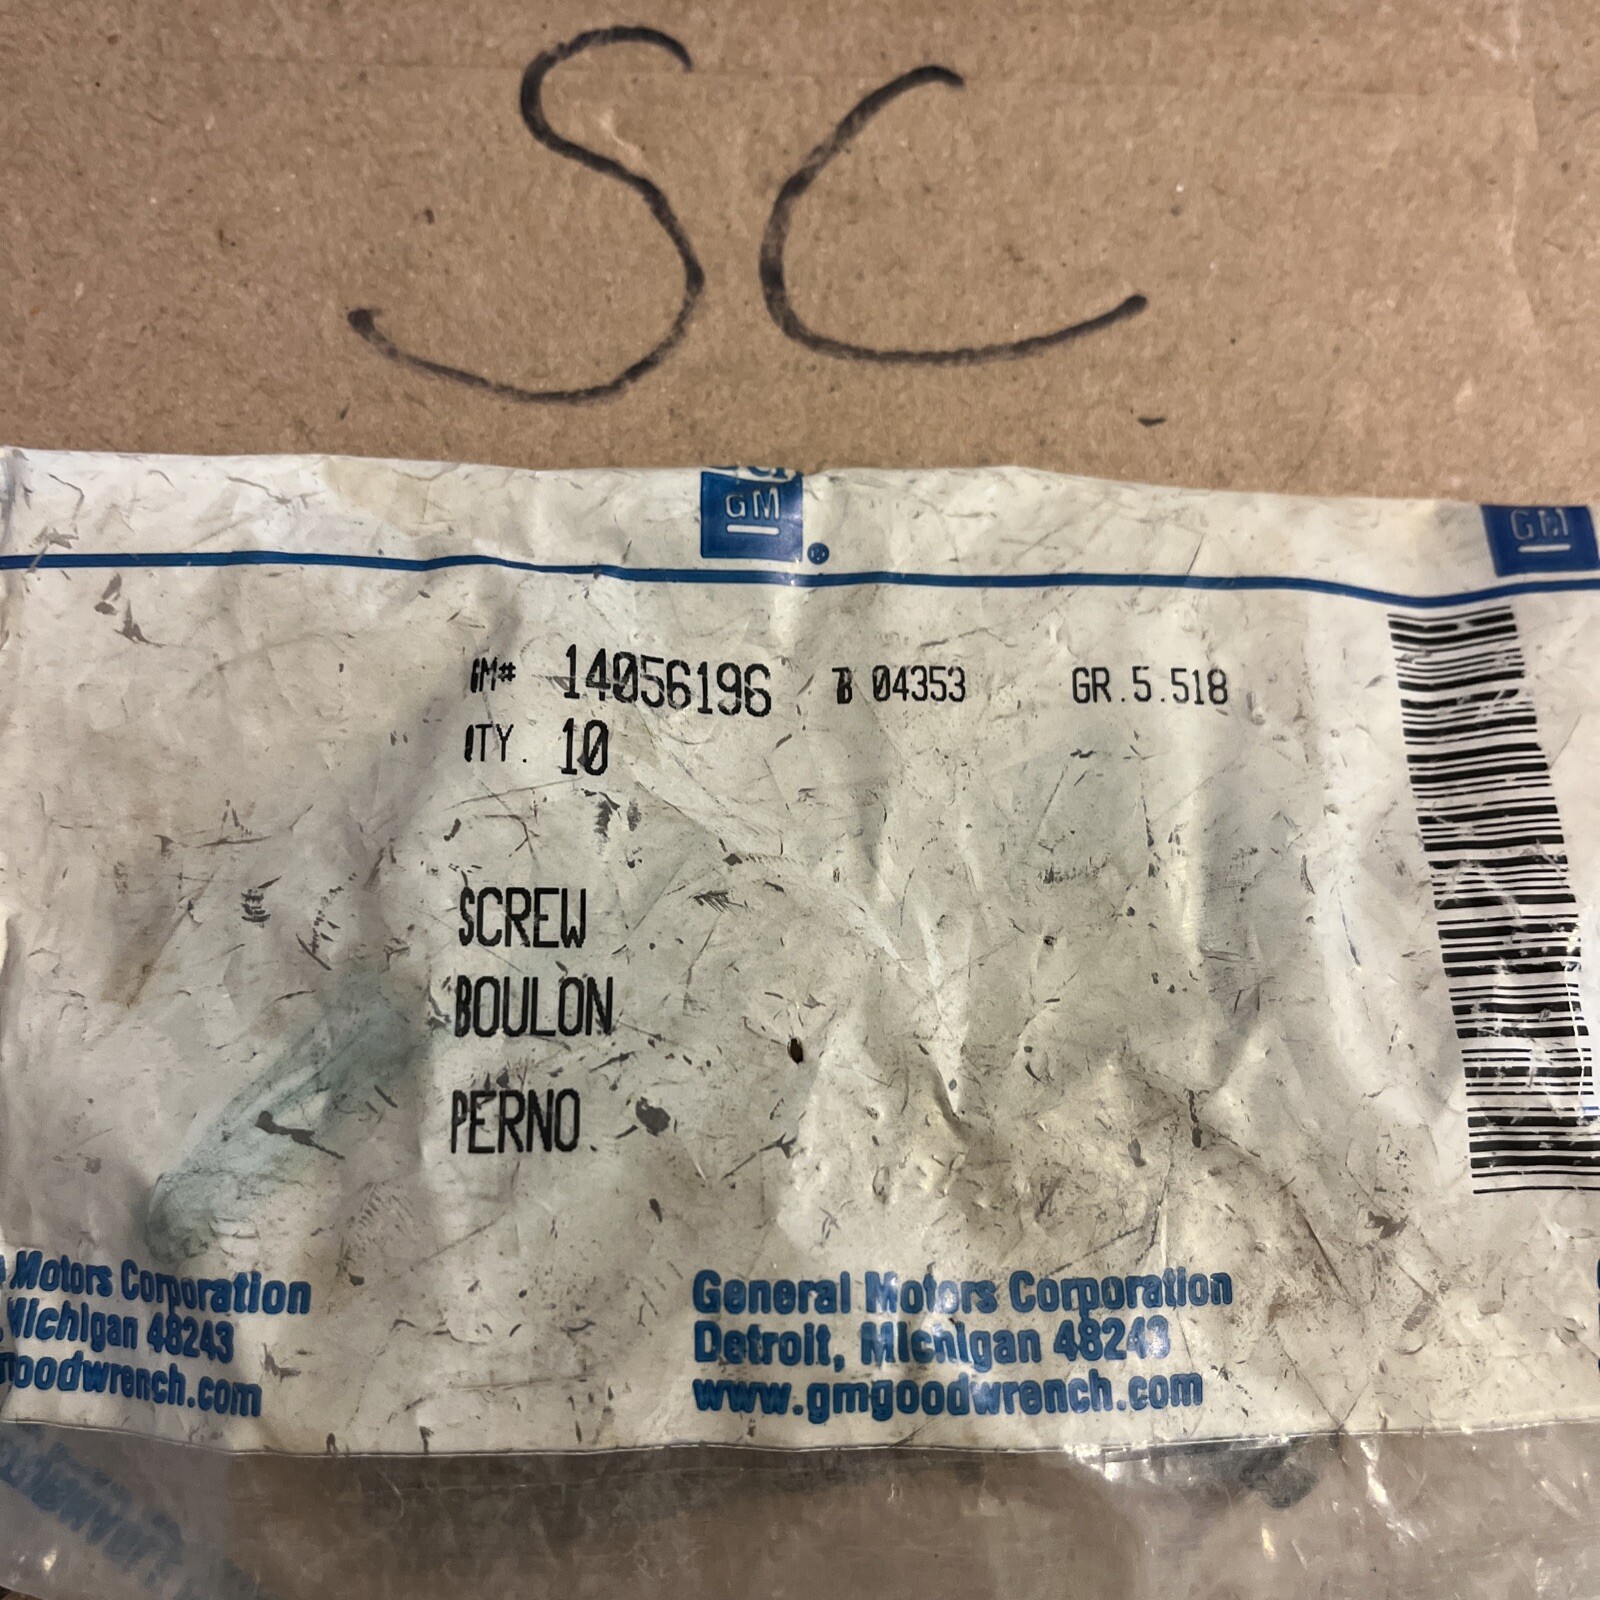 SC
GM ®
GM
GM# 14056196 B 04353 GR.5.518
QTY. 10
SCREW
BOULON
PERNO
Motors Corporation
Michigan 48243
goodwrench.com
General Motors Corporation
Detroit, Michigan 48243
www.gmgoodwrench.com